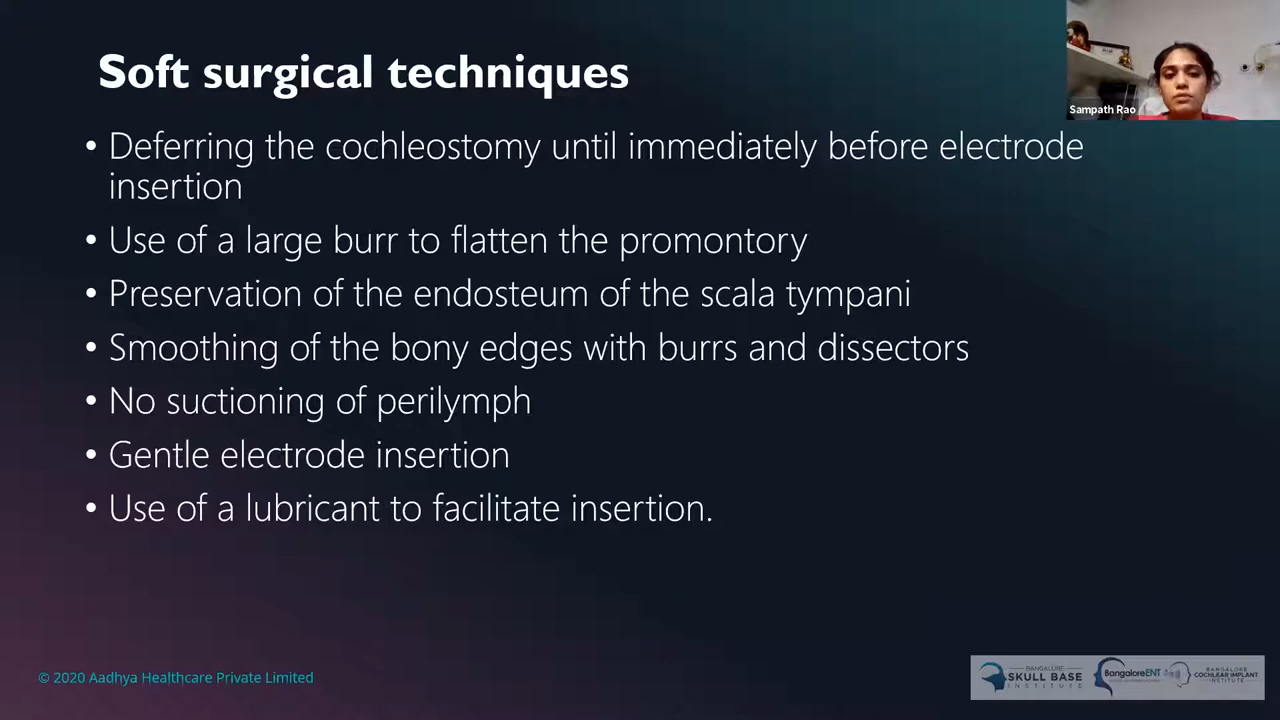 Soft surgical techniques
Sampath Rao
• Deferring the cochleostomy until immediately before electrode
insertion
• Use of a large burr to flatten the promontory
• Preservation of the endosteum of the scala tympani
• Smoothing of the bony edges with burrs and dissectors
• No suctioning of perilymph
• Gentle electrode insertion
• Use of a lubricant to facilitate insertion.
© 2020 Aadhya Healthcare Private Limited
BANGALORE
SKULL BASE
INSTITUTE
BangaloreENT
BANGALORE
COCHLEAR IMPLANT
INSTITUTE